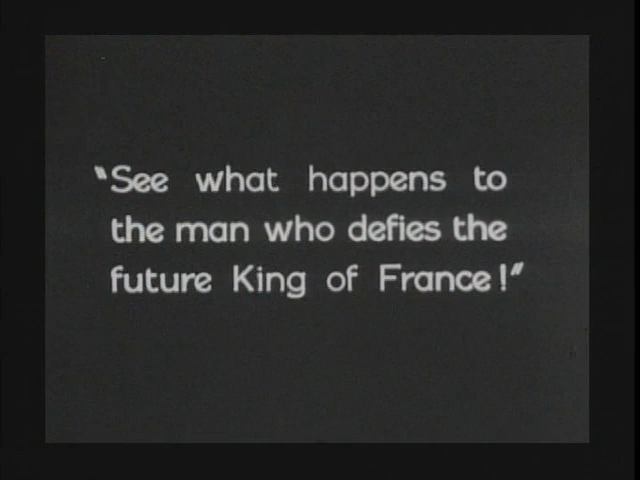 "See what happens to
the man who defies the
future King of France!"